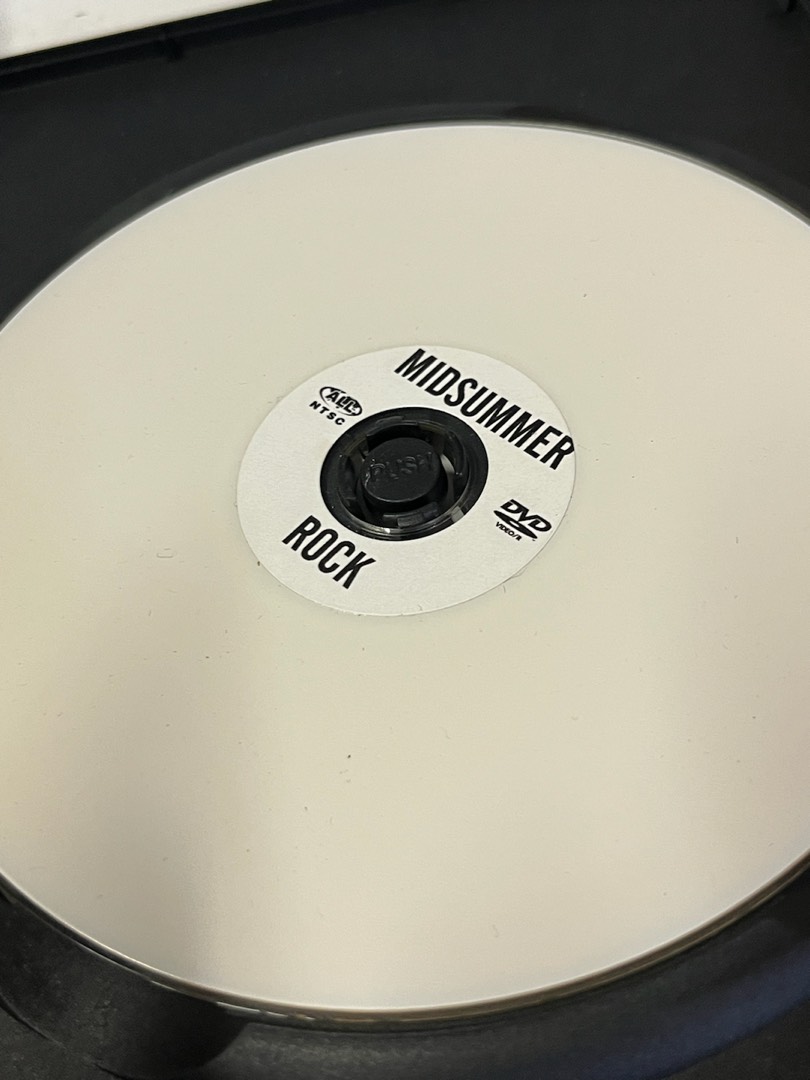 MIDSUMMER
ALL
NTSC
PUSH
DVD
VIDEO/R
ROCK